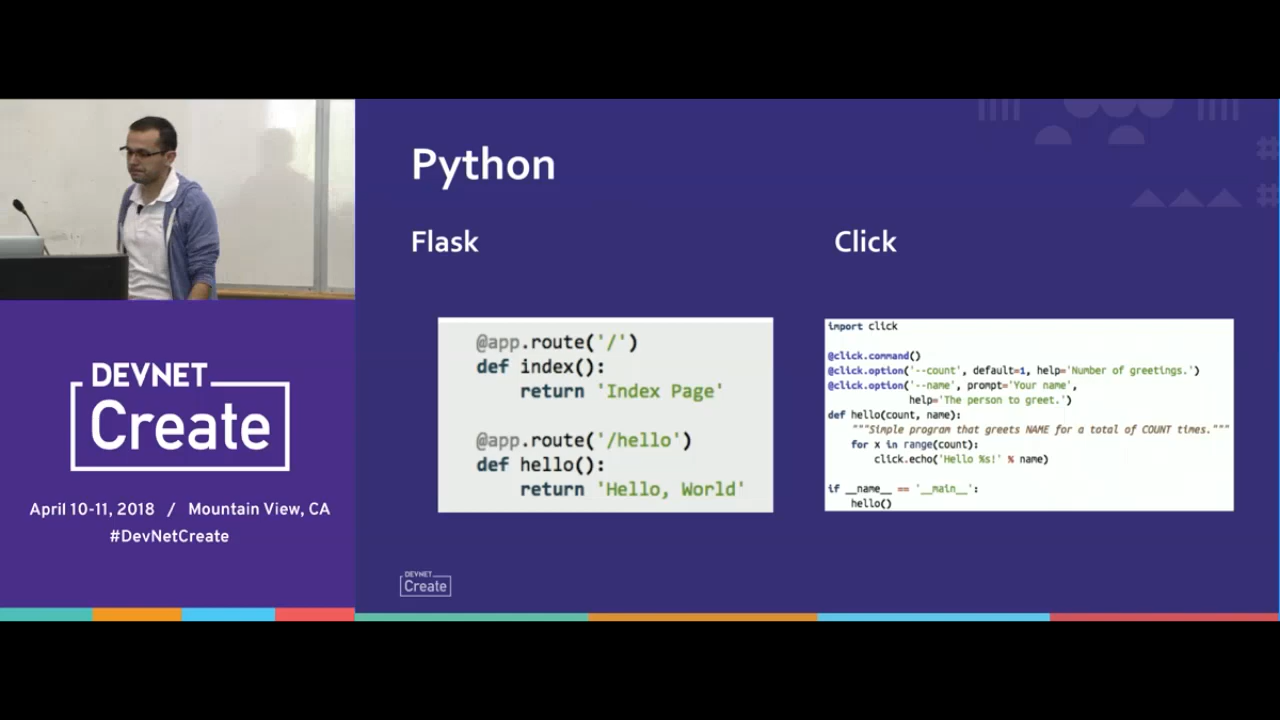 Python
Flask
Click
@app.route('/')
def index():
    return 'Index Page'
@app.route('/hello')
def hello():
    return 'Hello, World'
import click
@click.command()
@click.option('--count', default=1, help='Number of greetings.')
@click.option('--name', prompt='Your name',
              help='The person to greet.')
def hello(count, name):
    """Simple program that greets NAME for a total of COUNT times."""
    for x in range(count):
        click.echo('Hello %s!' % name)
if __name__ == '__main__':
    hello()
DEVNET
Create
DEVNET
Create
April 10-11, 2018 / Mountain View, CA
#DevNetCreate